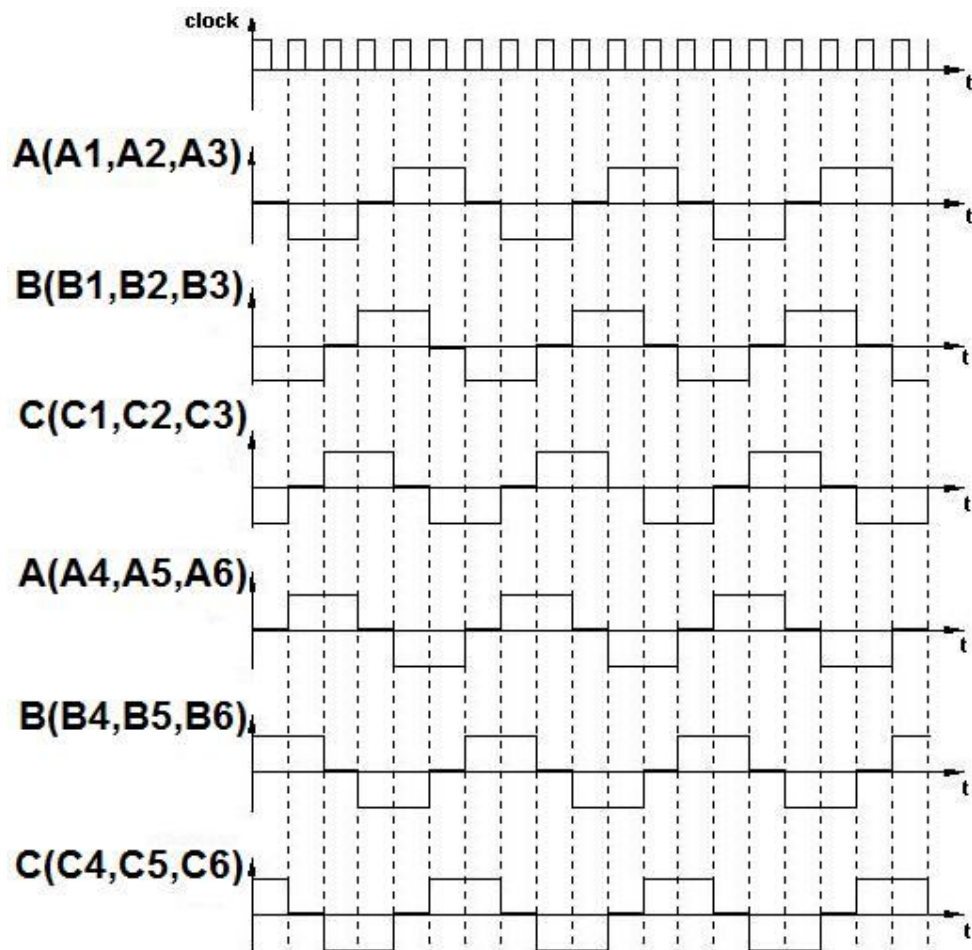 clock
t
A(A1,A2,A3)
t
B(B1,B2,B3)
t
C(C1,C2,C3)
t
A(A4,A5,A6)
t
B(B4,B5,B6)
t
C(C4,C5,C6)
t